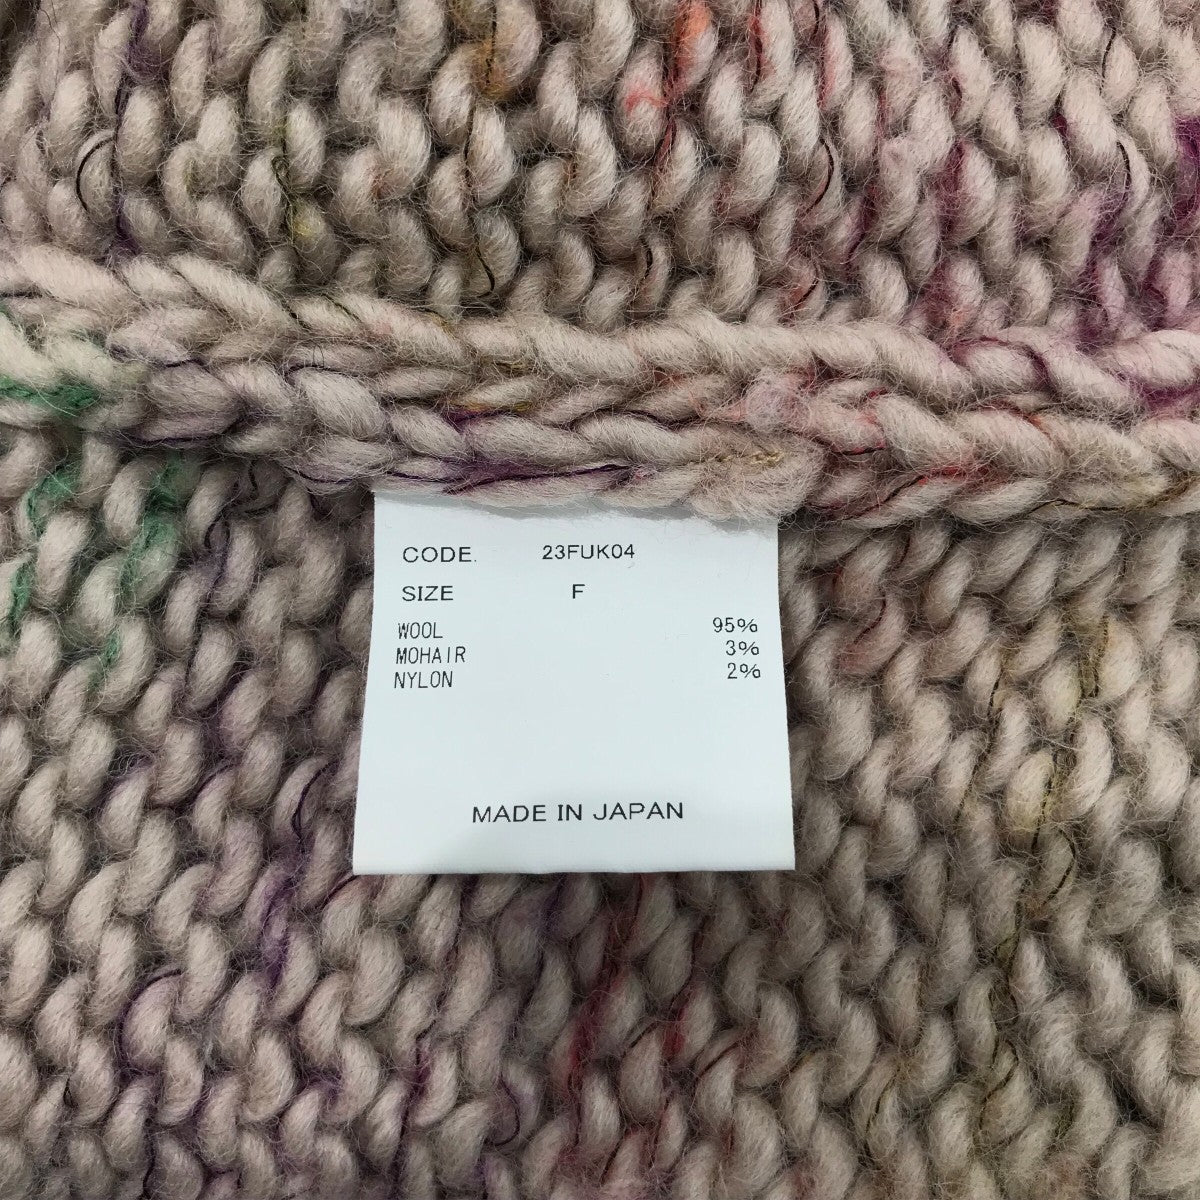 CODE. 23FUK04
SIZE F
WOOL 95%
MOHAIR 3%
NYLON 2%
MADE IN JAPAN